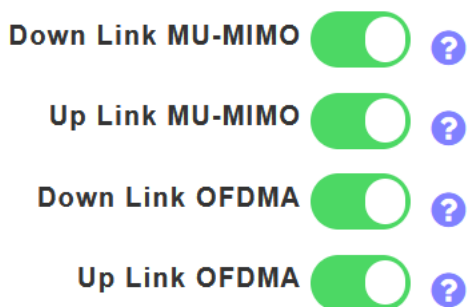 Down Link MU-MIMO ?
Up Link MU-MIMO ?
Down Link OFDMA ?
Up Link OFDMA ?